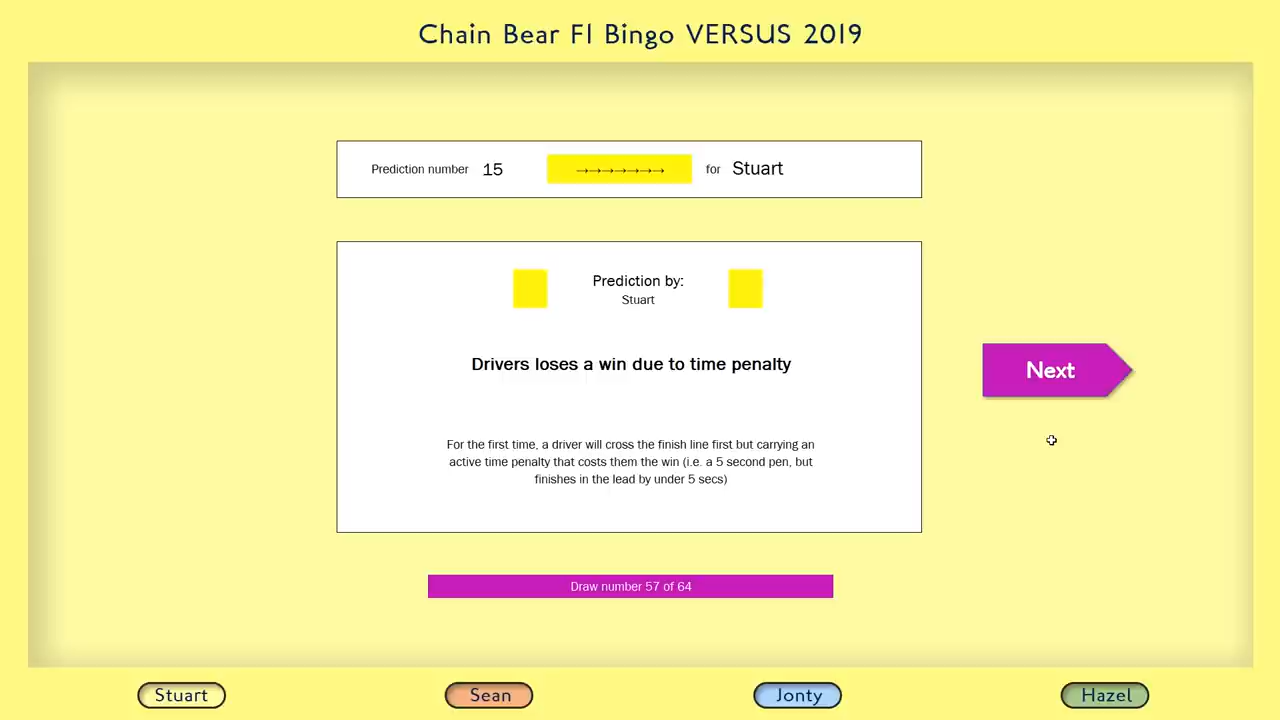 Chain Bear F1 Bingo VERSUS 2019
Prediction number 15 →→→→→→→ for Stuart
Prediction by:
Stuart
Drivers loses a win due to time penalty
Next
For the first time, a driver will cross the finish line first but carrying an
active time penalty that costs them the win (i.e. a 5 second pen, but
finishes in the lead by under 5 secs)
Draw number 57 of 64
Stuart Sean Jonty Hazel